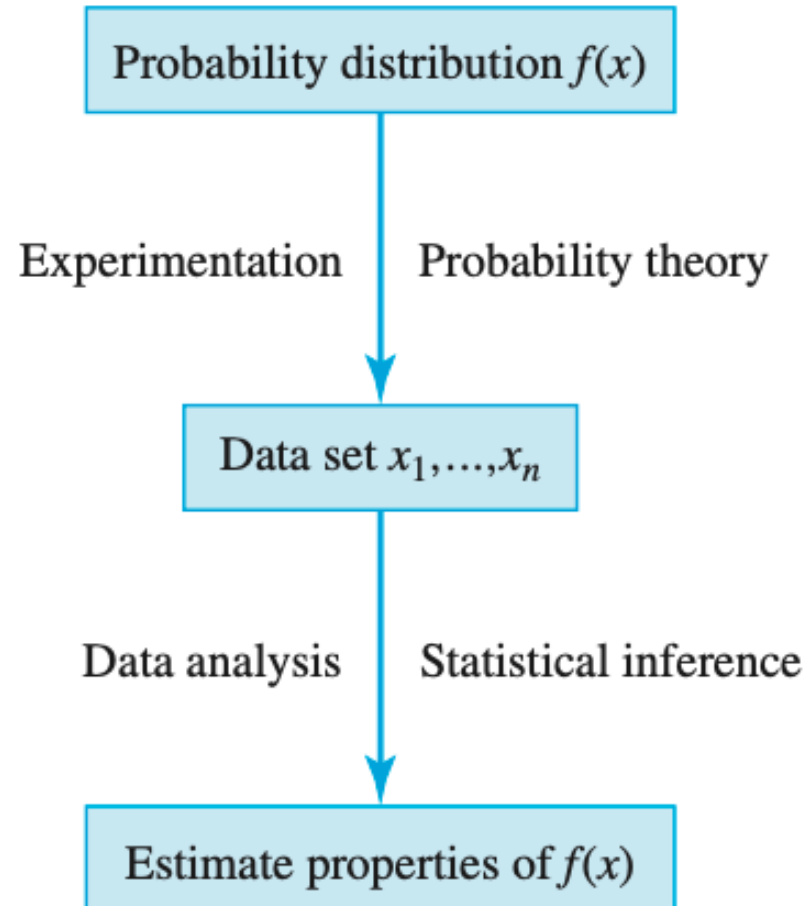 Probability distribution f(x)
Experimentation
Probability theory
Data set x₁,...,xₙ
Data analysis
Statistical inference
Estimate properties of f(x)